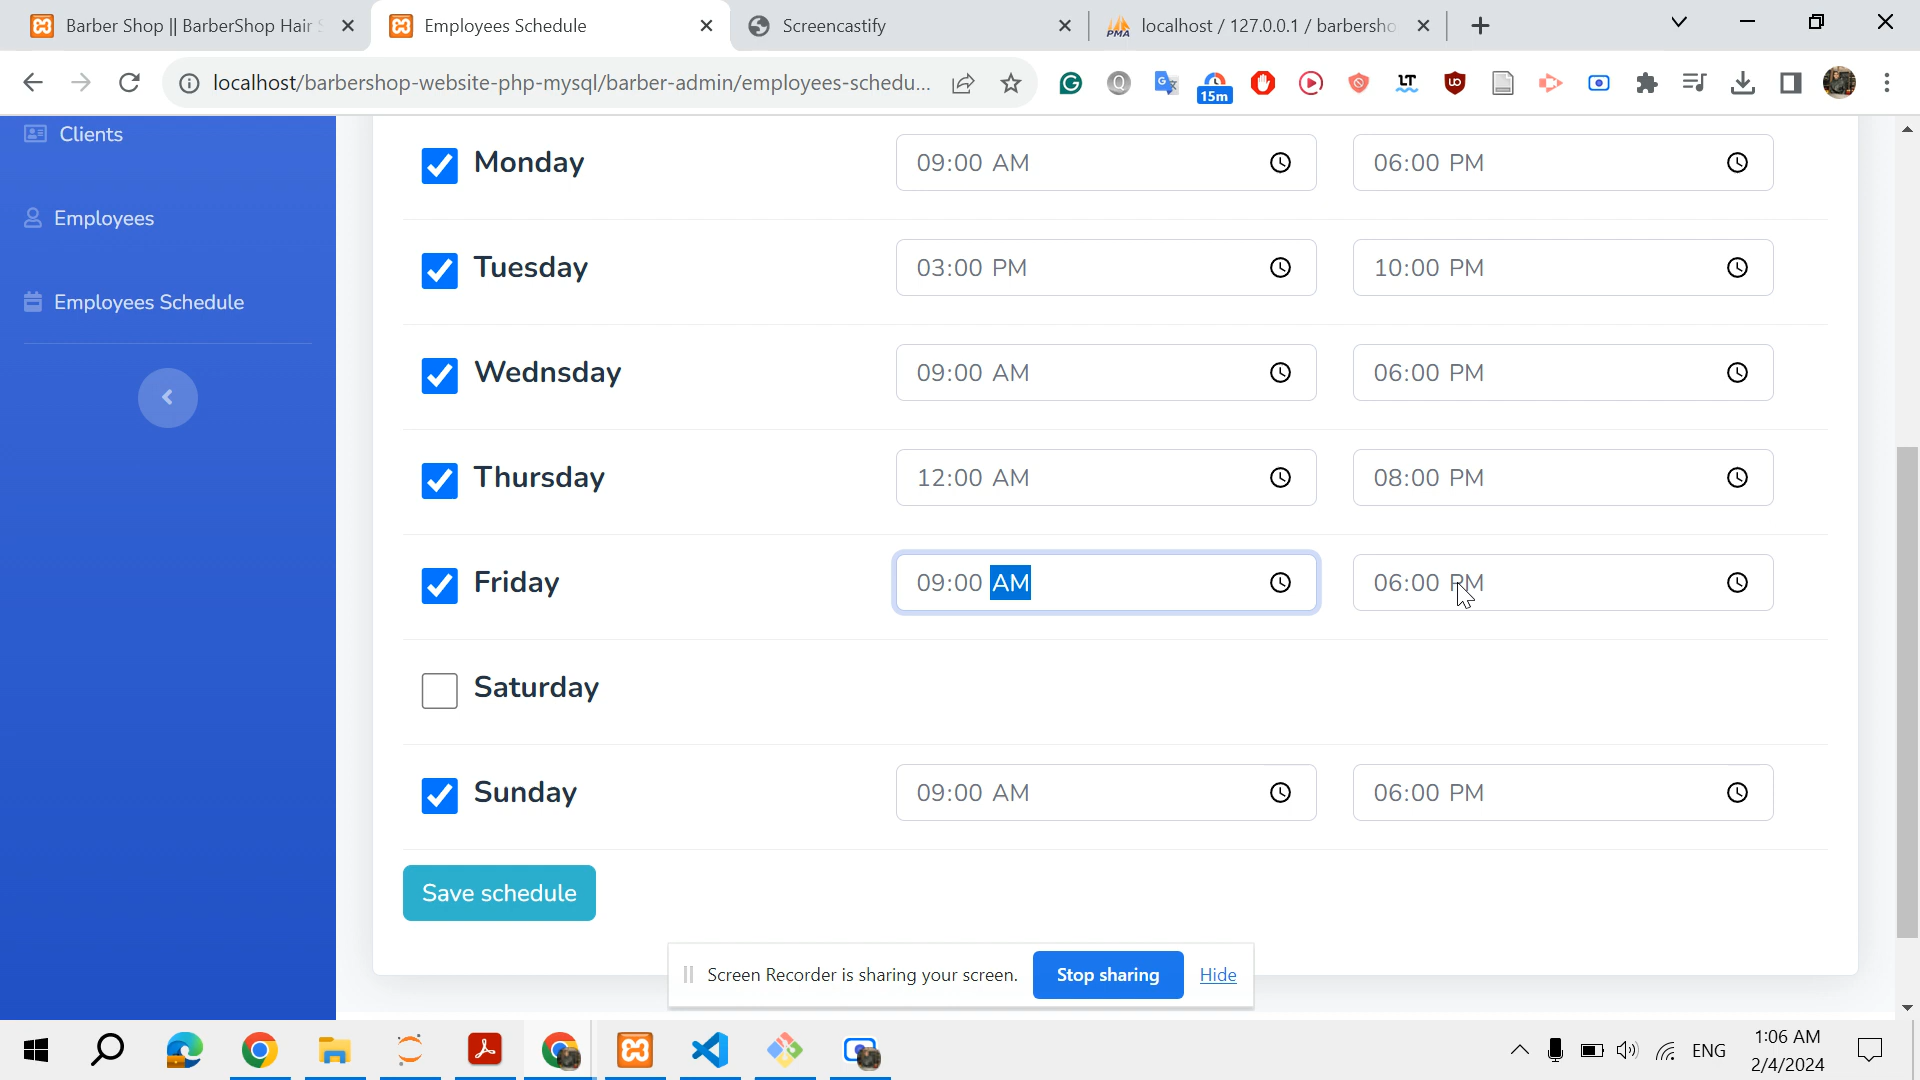 Barber Shop || BarberShop Hair
Employees Schedule
Screencastify
localhost / 127.0.0.1 / barbersho
localhost/barbershop-website-php-mysql/barber-admin/employees-schedu...
15m
Clients
Employees
Employees Schedule
Monday 09:00 AM 06:00 PM
Tuesday 03:00 PM 10:00 PM
Wednsday 09:00 AM 06:00 PM
Thursday 12:00 AM 08:00 PM
Friday 09:00 AM 06:00 PM
Saturday
Sunday 09:00 AM 06:00 PM
Save schedule
Screen Recorder is sharing your screen. Stop sharing Hide
ENG
1:06 AM
2/4/2024